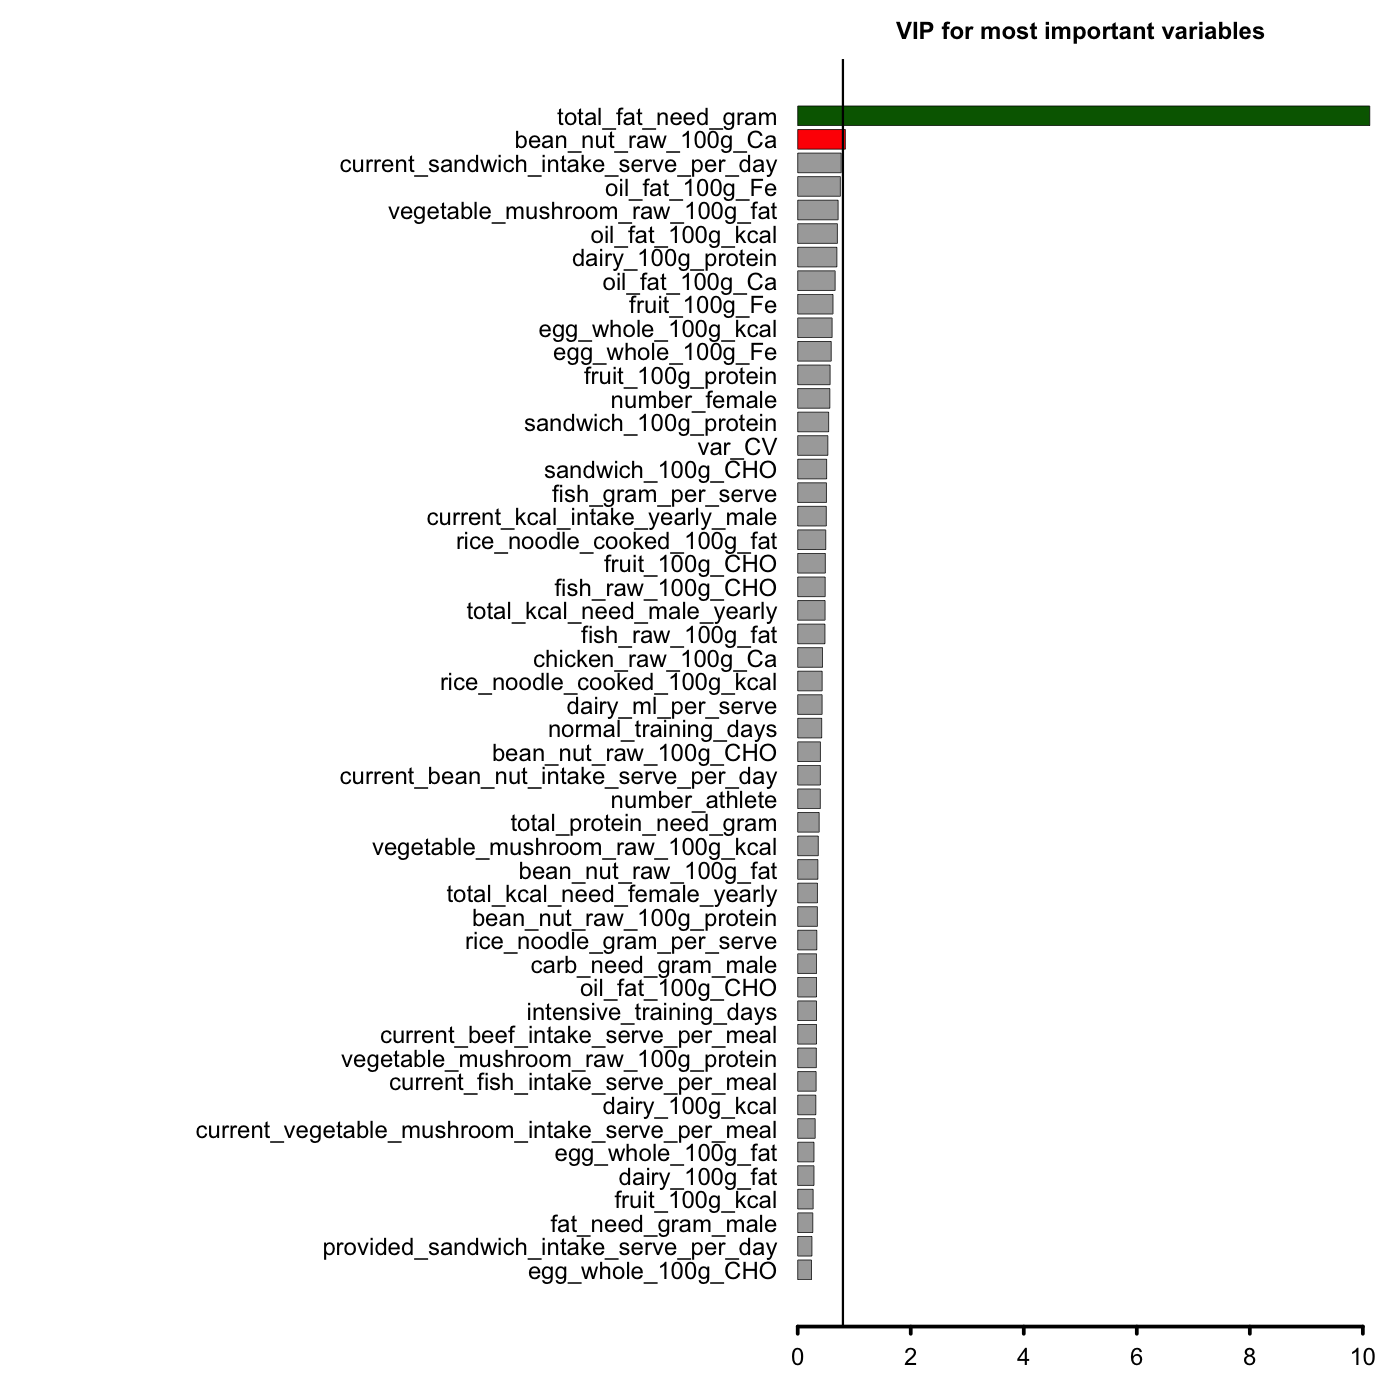 VIP for most important variables
total_fat_need_gram
bean_nut_raw_100g_Ca
current_sandwich_intake_serve_per_day
oil_fat_100g_Fe
vegetable_mushroom_raw_100g_fat
oil_fat_100g_kcal
dairy_100g_protein
oil_fat_100g_Ca
fruit_100g_Fe
egg_whole_100g_kcal
egg_whole_100g_Fe
fruit_100g_protein
number_female
sandwich_100g_protein
var_CV
sandwich_100g_CHO
fish_gram_per_serve
current_kcal_intake_yearly_male
rice_noodle_cooked_100g_fat
fruit_100g_CHO
fish_raw_100g_CHO
total_kcal_need_male_yearly
fish_raw_100g_fat
chicken_raw_100g_Ca
rice_noodle_cooked_100g_kcal
dairy_ml_per_serve
normal_training_days
bean_nut_raw_100g_CHO
current_bean_nut_intake_serve_per_day
number_athlete
total_protein_need_gram
vegetable_mushroom_raw_100g_kcal
bean_nut_raw_100g_fat
total_kcal_need_female_yearly
bean_nut_raw_100g_protein
rice_noodle_gram_per_serve
carb_need_gram_male
oil_fat_100g_CHO
intensive_training_days
current_beef_intake_serve_per_meal
vegetable_mushroom_raw_100g_protein
current_fish_intake_serve_per_meal
dairy_100g_kcal
current_vegetable_mushroom_intake_serve_per_meal
egg_whole_100g_fat
dairy_100g_fat
fruit_100g_kcal
fat_need_gram_male
provided_sandwich_intake_serve_per_day
egg_whole_100g_CHO
0 2 4 6 8 10